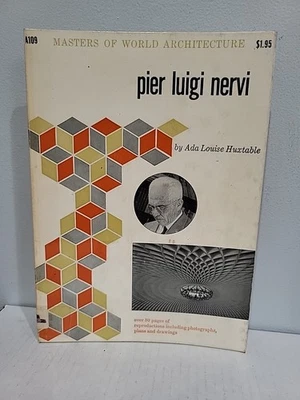 A109 MASTERS OF WORLD ARCHITECTURE $1.95
pier luigi nervi
by Ada Louise Huxtable
over 80 pages of
reproductions including photographs,
plans and drawings